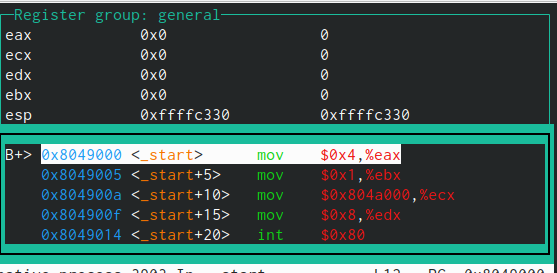 Register group: general
eax 0x0 0
ecx 0x0 0
edx 0x0 0
ebx 0x0 0
esp 0xffffc330 0xffffc330
B+> 0x8049000 <_start> mov $0x4,%eax
0x8049005 <_start+5> mov $0x1,%ebx
0x804900a <_start+10> mov $0x804a000,%ecx
0x804900f <_start+15> mov $0x8,%edx
0x8049014 <_start+20> int $0x80